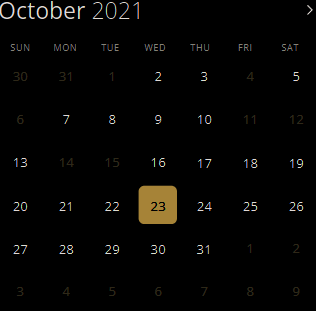 October 2021
SUN MON TUE WED THU FRI SAT
30 31 1 2 3 4 5
6 7 8 9 10 11 12
13 14 15 16 17 18 19
20 21 22 23 24 25 26
27 28 29 30 31 1 2
3 4 5 6 7 8 9